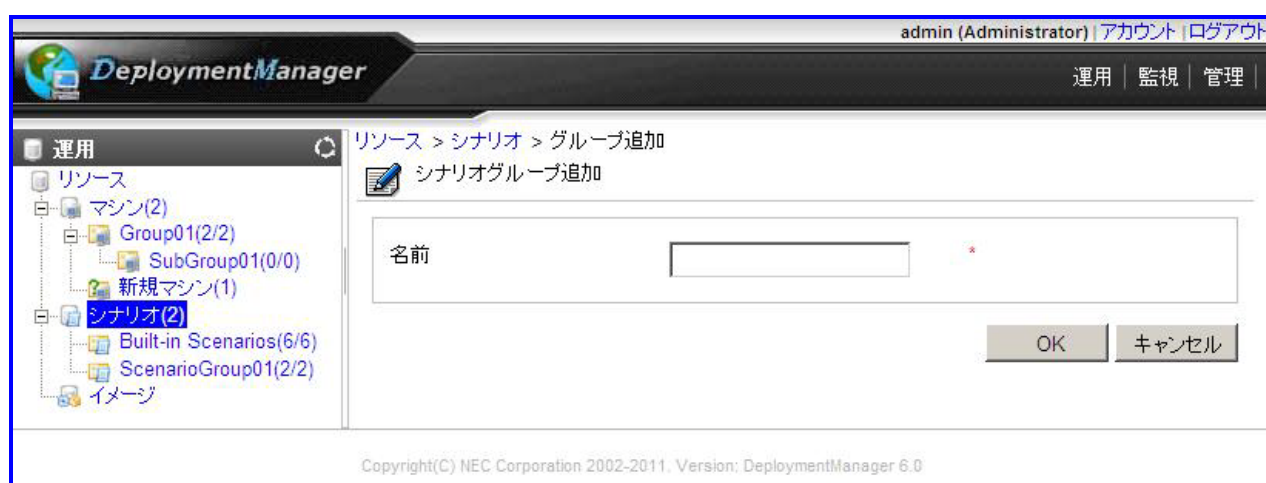 admin (Administrator) | アカウント | ログアウト
DeploymentManager
運用 | 監視 | 管理 |
運用
リソース
マシン(2)
Group01(2/2)
SubGroup01(0/0)
新規マシン(1)
シナリオ(2)
Built-in Scenarios(6/6)
ScenarioGroup01(2/2)
イメージ
リソース > シナリオ > グループ追加
シナリオグループ追加
名前 *
OK キャンセル
Copyright(C) NEC Corporation 2002-2011. Version: DeploymentManager 6.0